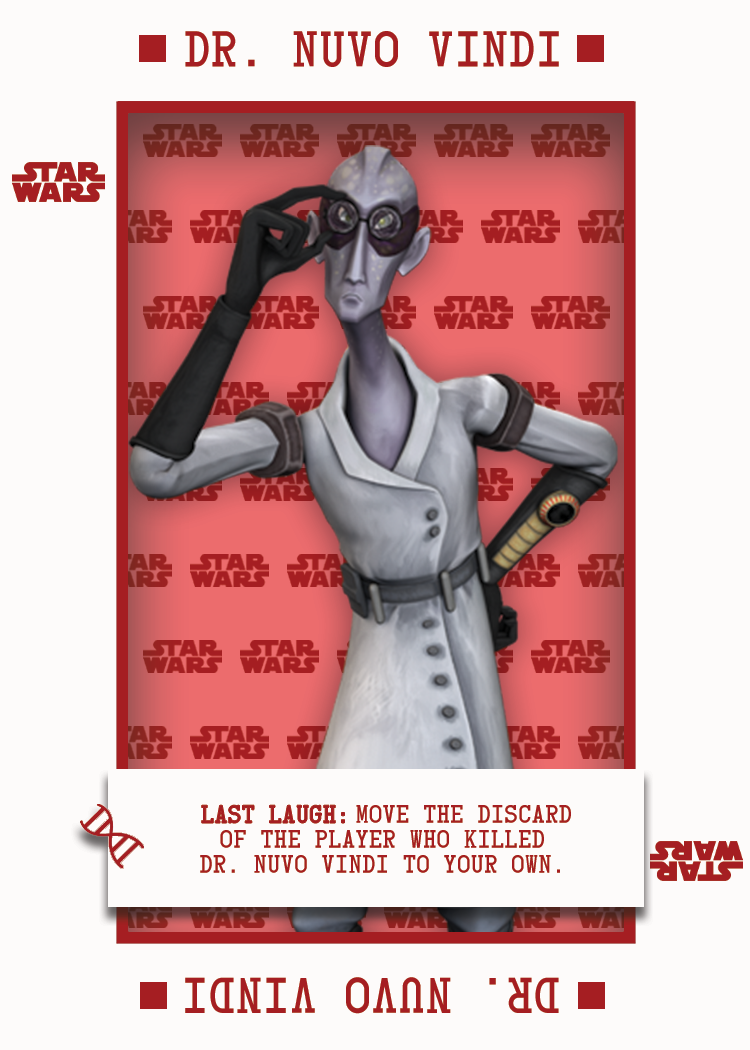 DR. NUVO VINDI
STAR
WARS
LAST LAUGH: MOVE THE DISCARD
OF THE PLAYER WHO KILLED
DR. NUVO VINDI TO YOUR OWN.
STAR
WARS
DR. NUVO VINDI